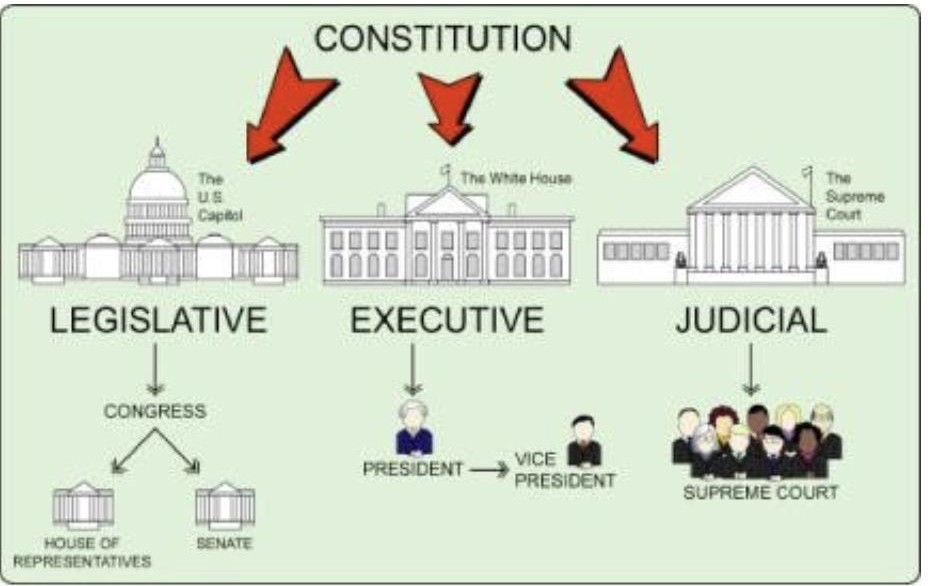 CONSTITUTION
The
U.S.
Capitol
The White House
The
Supreme
Court
LEGISLATIVE
EXECUTIVE
JUDICIAL
CONGRESS
PRESIDENT
VICE
PRESIDENT
SUPREME COURT
HOUSE OF
REPRESENTATIVES
SENATE